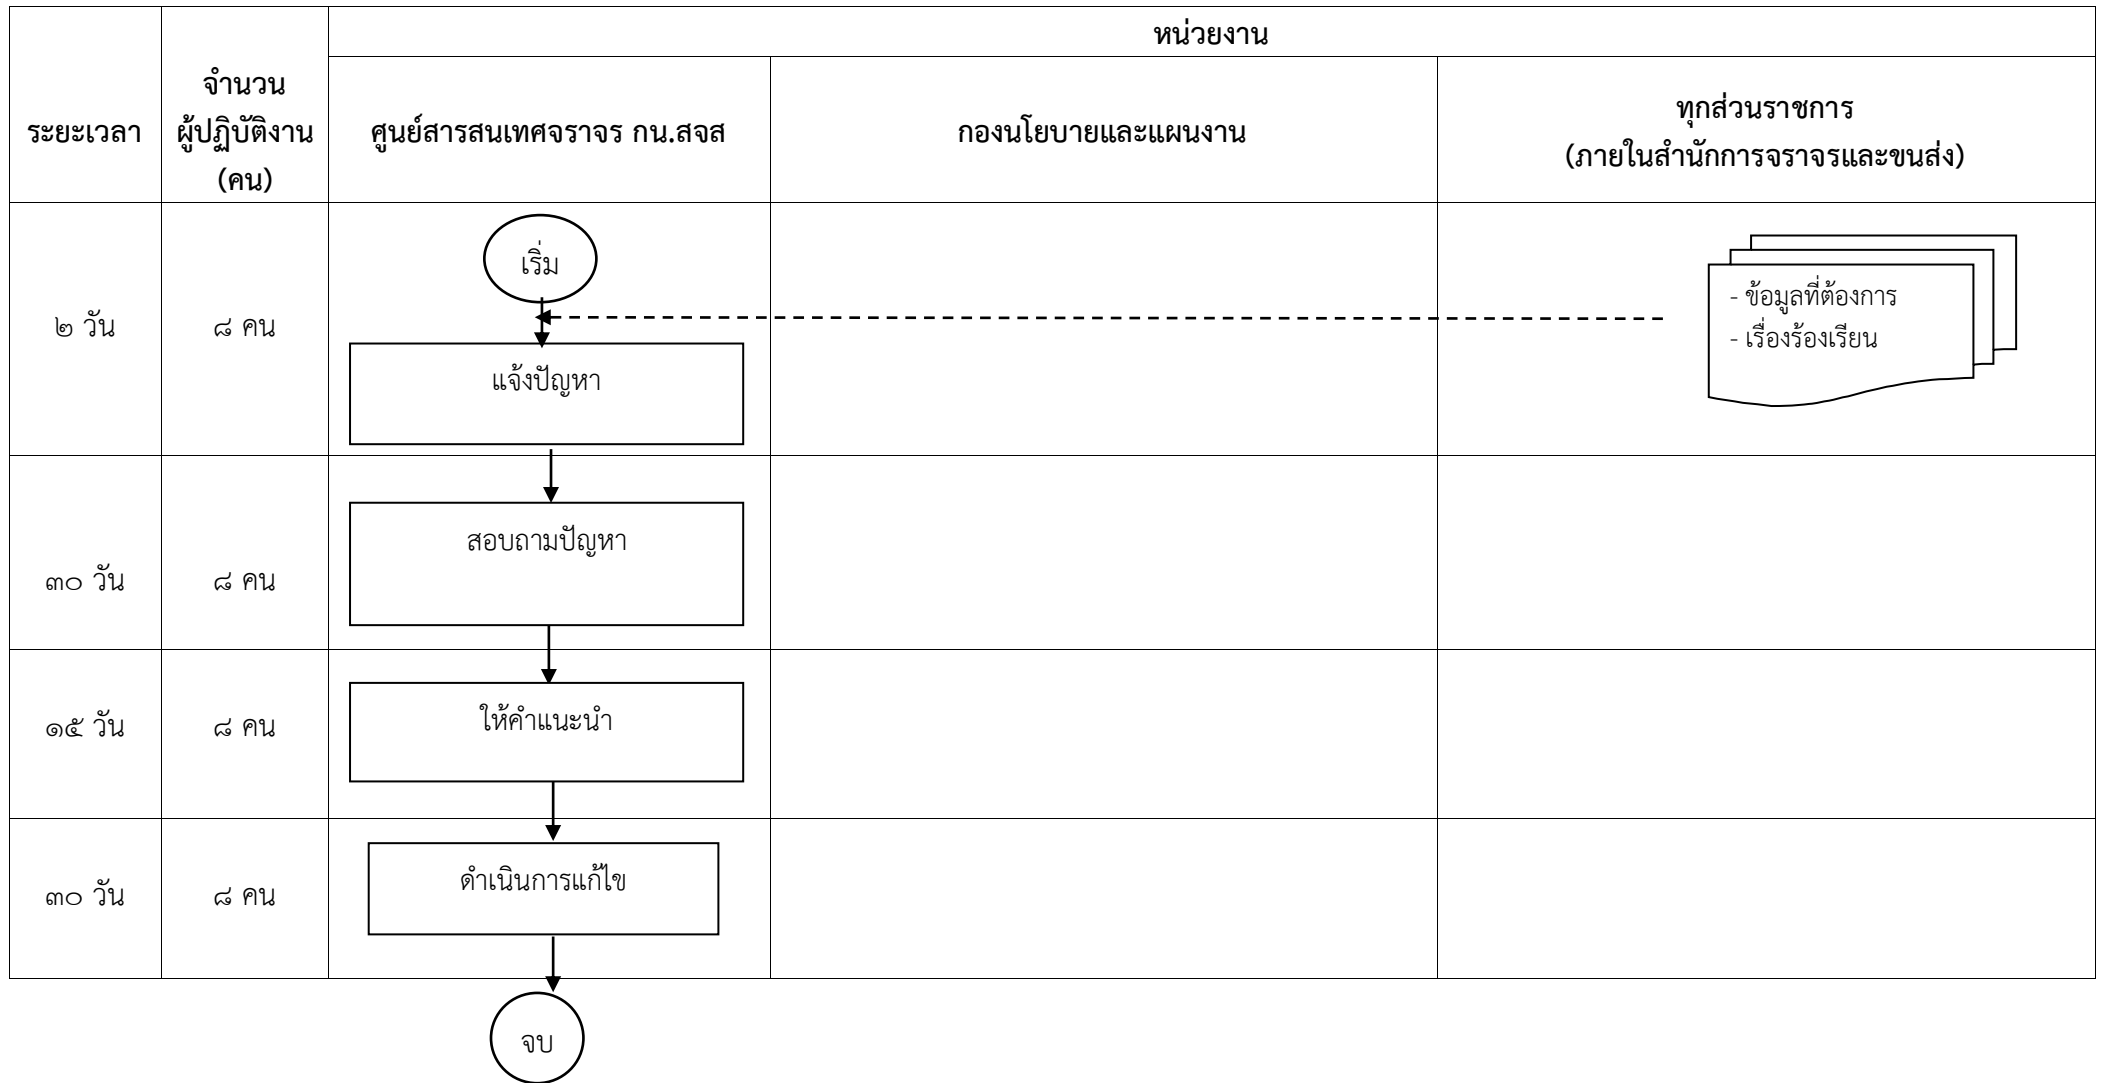 หน่วยงาน
ระยะเวลา
จำนวน
ผู้ปฏิบัติงาน
(คน)
ศูนย์สารสนเทศจราจร กน.สจส
กองนโยบายและแผนงาน
ทุกส่วนราชการ
(ภายในสำนักการจราจรและขนส่ง)
๒ วัน
๘ คน
เริ่ม
- ข้อมูลที่ต้องการ
- เรื่องร้องเรียน
แจ้งปัญหา
๓๐ วัน
๘ คน
สอบถามปัญหา
๑๕ วัน
๘ คน
ให้คำแนะนำ
๓๐ วัน
๘ คน
ดำเนินการแก้ไข
จบ